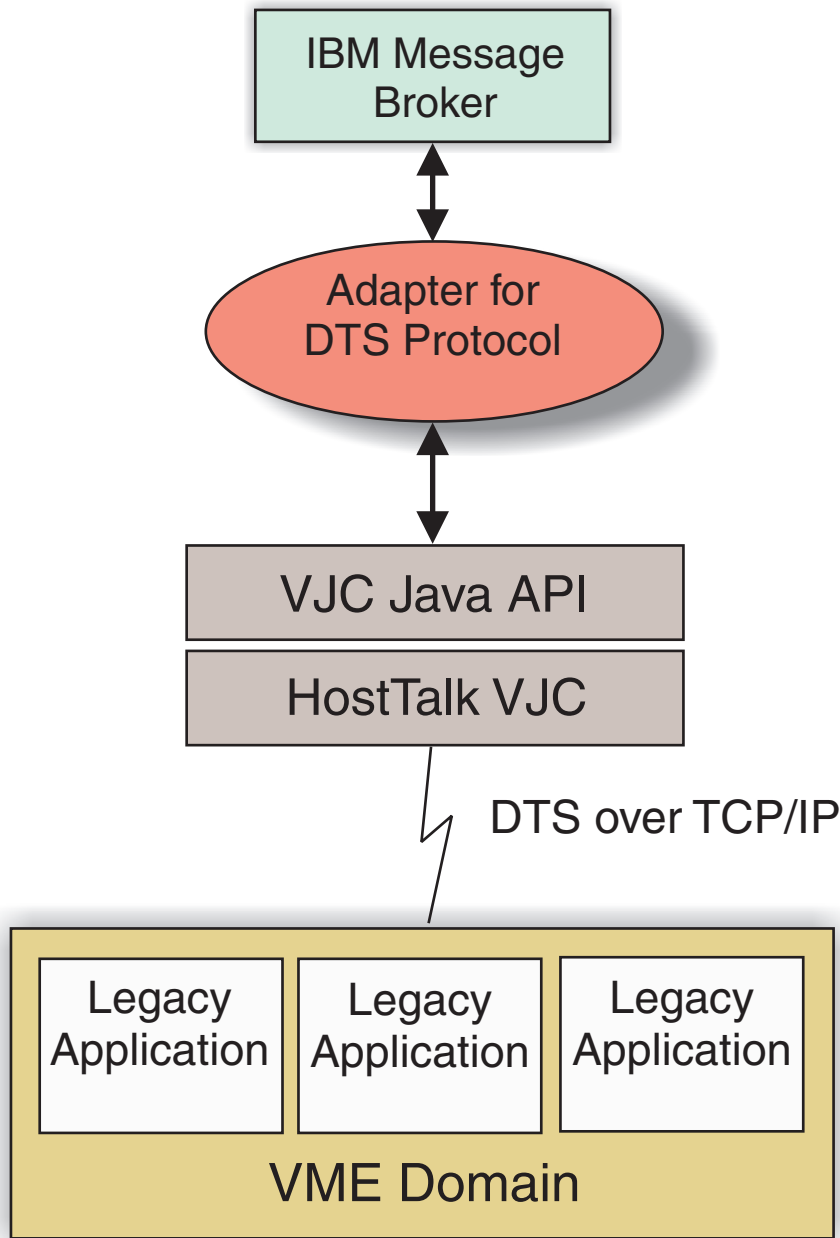 IBM Message
Broker
Adapter for
DTS Protocol
VJC Java API
HostTalk VJC
DTS over TCP/IP
Legacy
Application
Legacy
Application
Legacy
Application
VME Domain